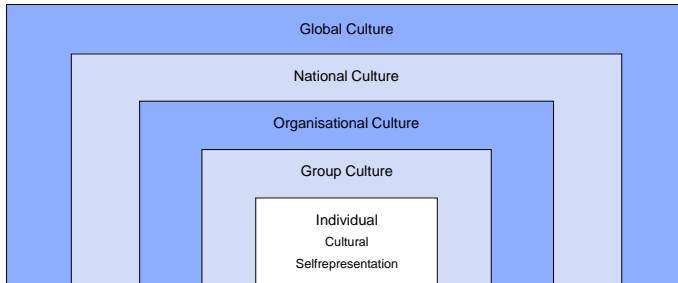 Global Culture
National Culture
Organisational Culture
Group Culture
Individual
Cultural
Selfrepresentation